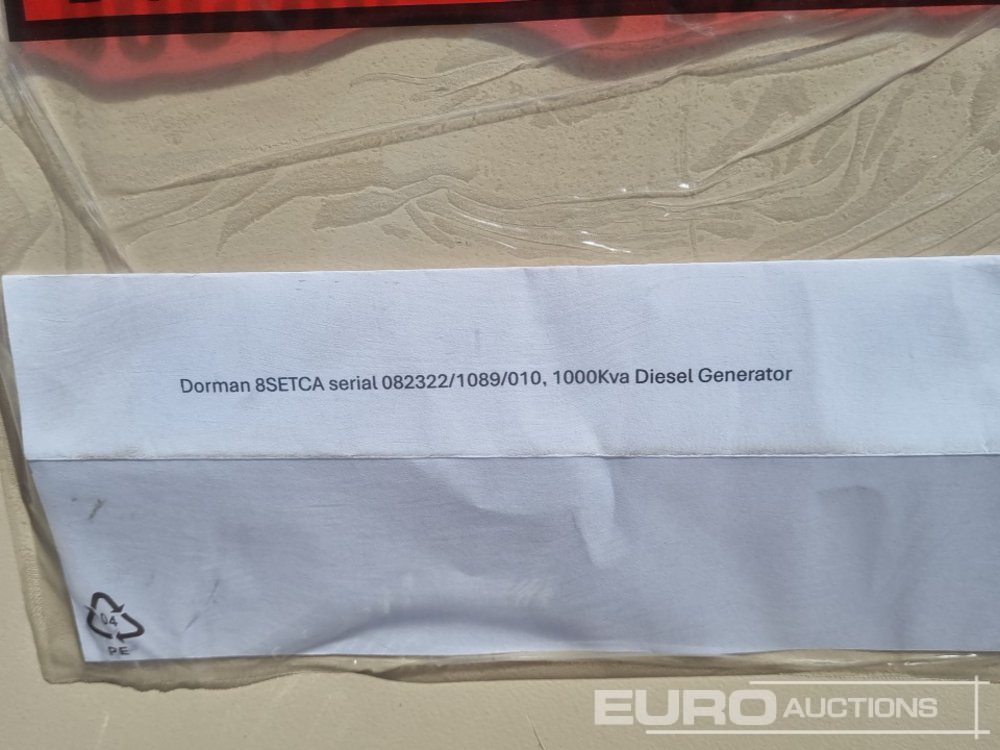 Dorman 8SETCA serial 082322/1089/010, 1000Kva Diesel Generator
04
PE
EURO AUCTIONS